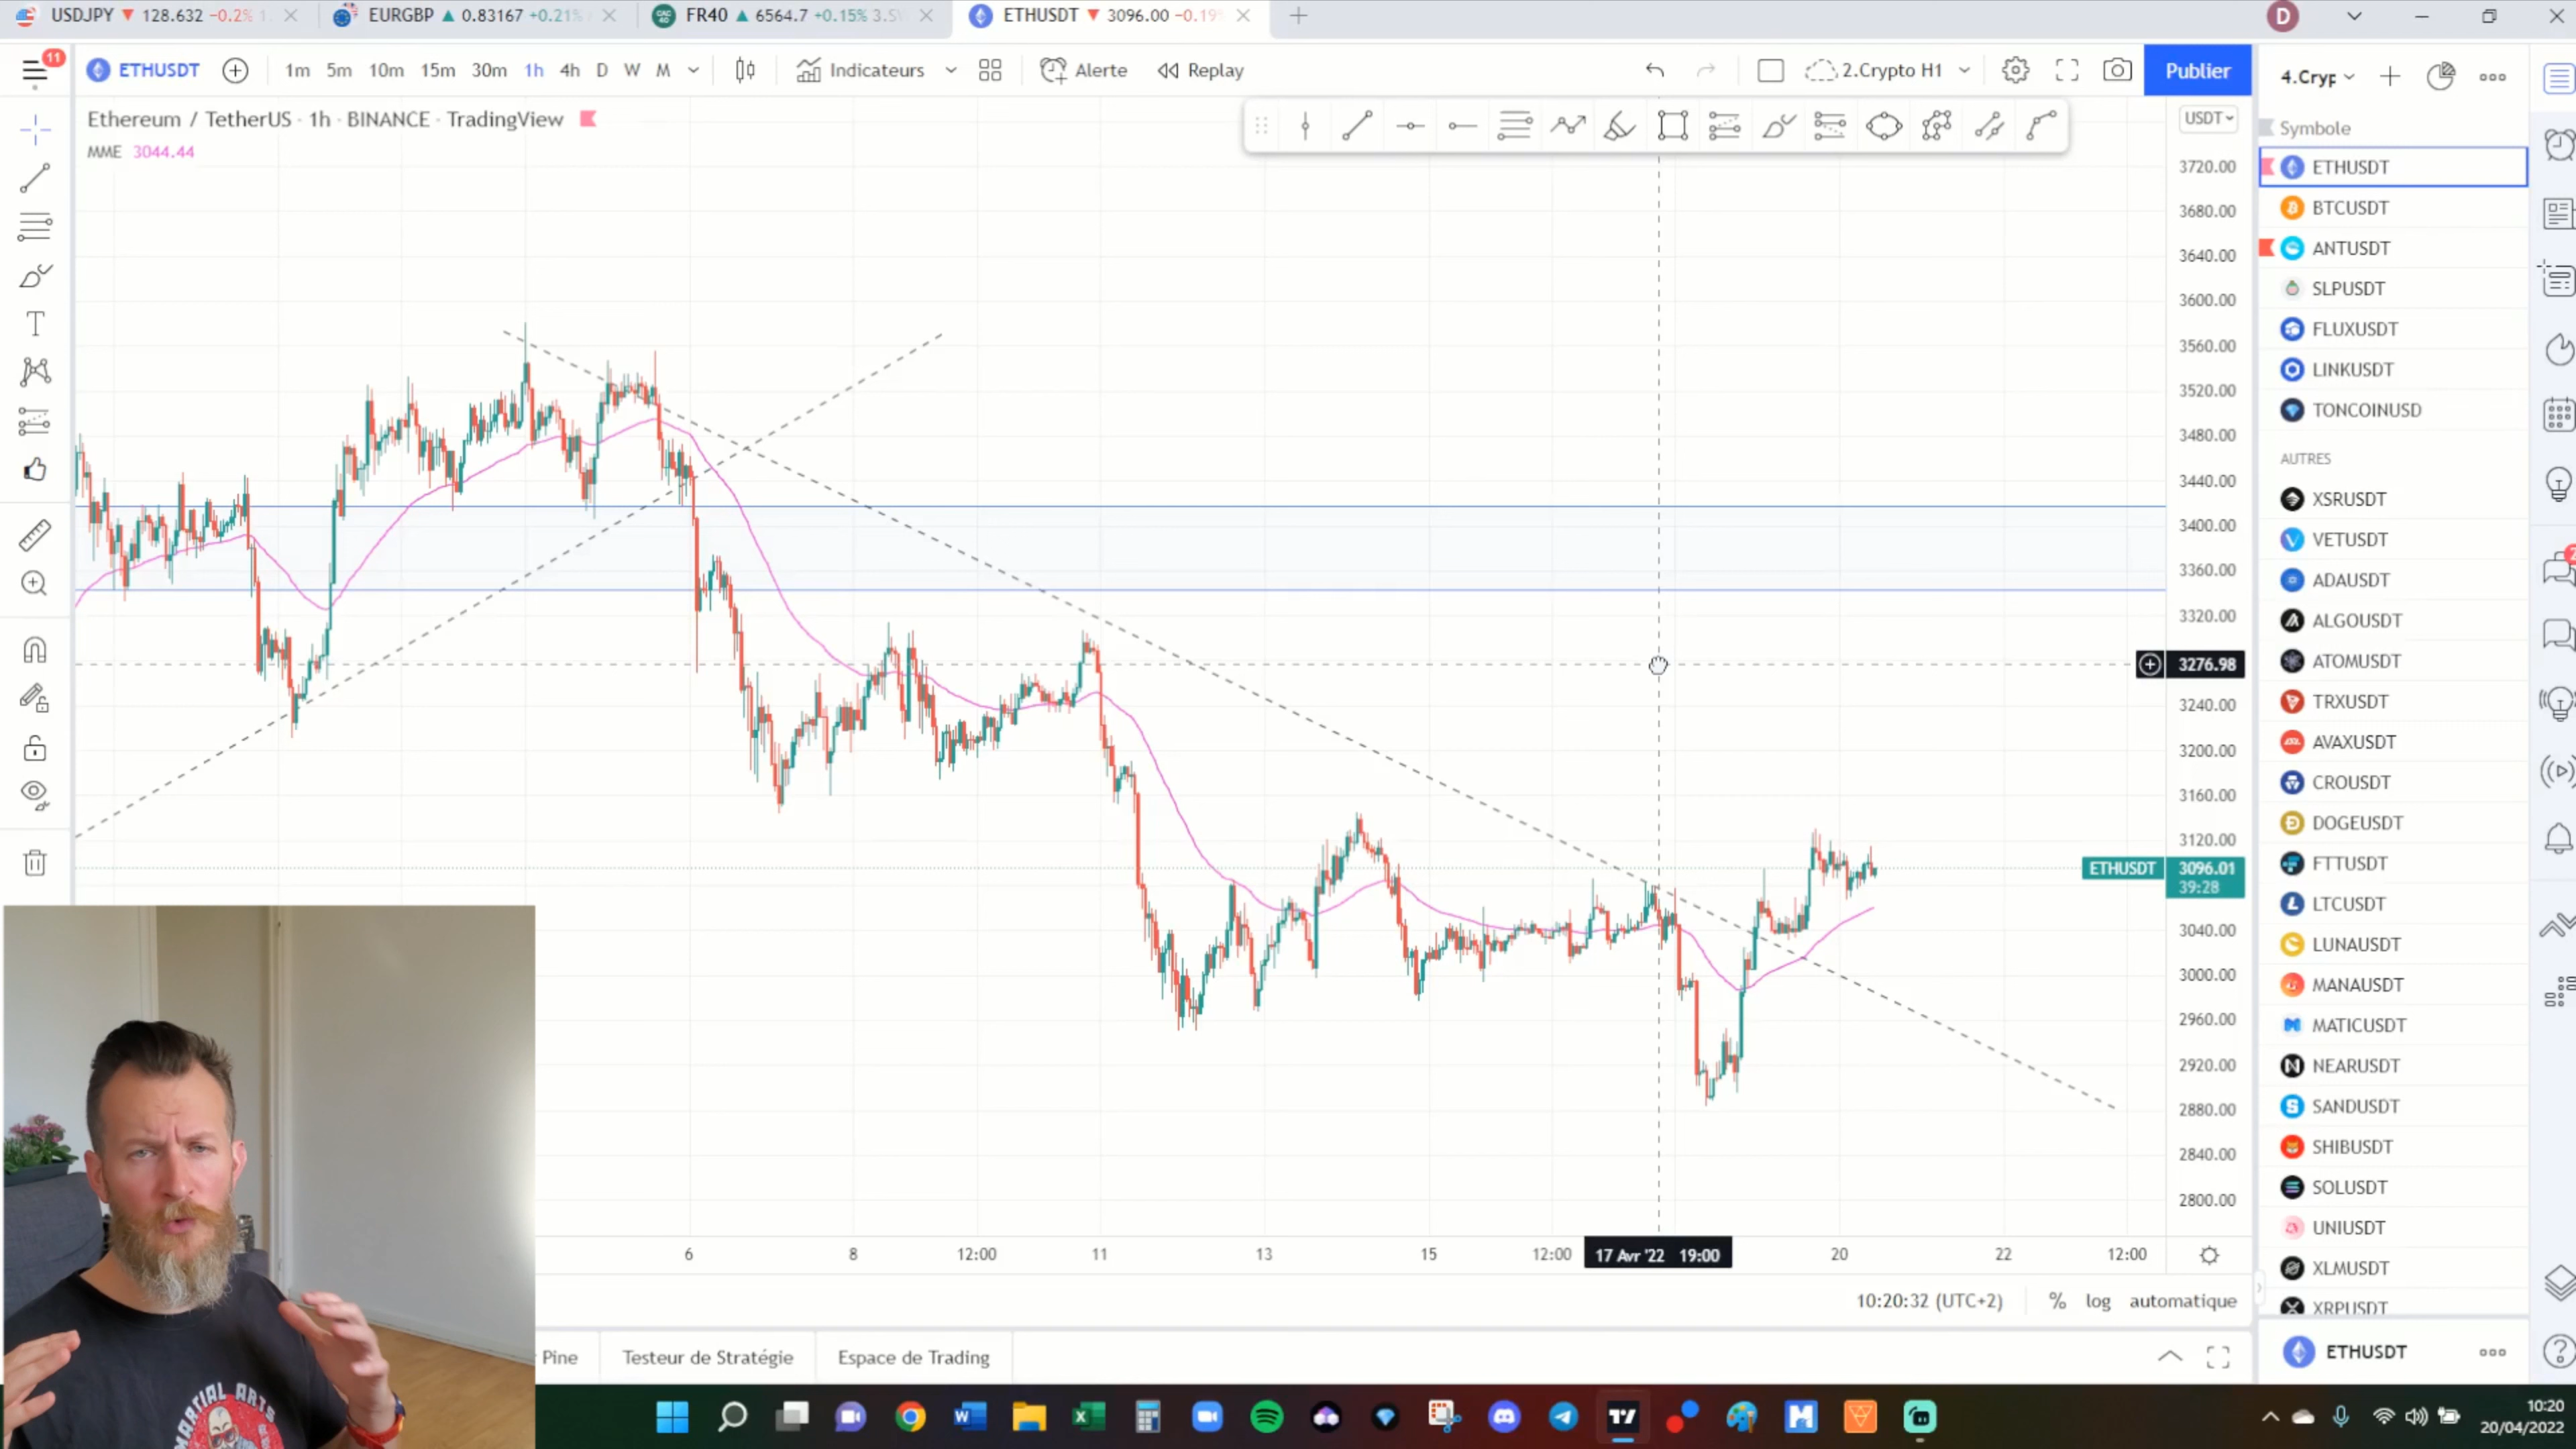 USDJPY ▼ 128.632 −0.2%
EURGBP ▲ 0.83167 +0.21%
FR40 ▲ 6564.7 +0.15%
ETHUSDT ▼ 3096.00 −0.19%
D
11
ETHUSDT
1m 5m 10m 15m 30m 1h 4h D W M
Indicateurs
Alerte
Replay
2.Crypto H1
Publier
4.Cryp
Ethereum / TetherUS · 1h · BINANCE · TradingView
MME 3044.44
USDT
3720.00
3680.00
3640.00
3600.00
3560.00
3520.00
3480.00
3440.00
3400.00
3360.00
3320.00
3276.98
3240.00
3200.00
3160.00
3120.00
ETHUSDT 3096.01
39:28
3040.00
3000.00
2960.00
2920.00
2880.00
2840.00
2800.00
6 8 12:00 11 13 15 12:00 17 Avr '22 19:00 20 22 12:00
10:20:32 (UTC+2) % log automatique
Pine
Testeur de Stratégie
Espace de Trading
Symbole
ETHUSDT
BTCUSDT
ANTUSDT
SLPUSDT
FLUXUSDT
LINKUSDT
TONCOINUSD
AUTRES
XSRUSDT
VETUSDT
ADAUSDT
ALGOUSDT
ATOMUSDT
TRXUSDT
AVAXUSDT
CROUSDT
DOGEUSDT
FTTUSDT
LTCUSDT
LUNAUSDT
MANAUSDT
MATICUSDT
NEARUSDT
SANDUSDT
SHIBUSDT
SOLUSDT
UNIUSDT
XLMUSDT
XRPUSDT
ETHUSDT
MARTIAL ARTS
10:20
20/04/2022